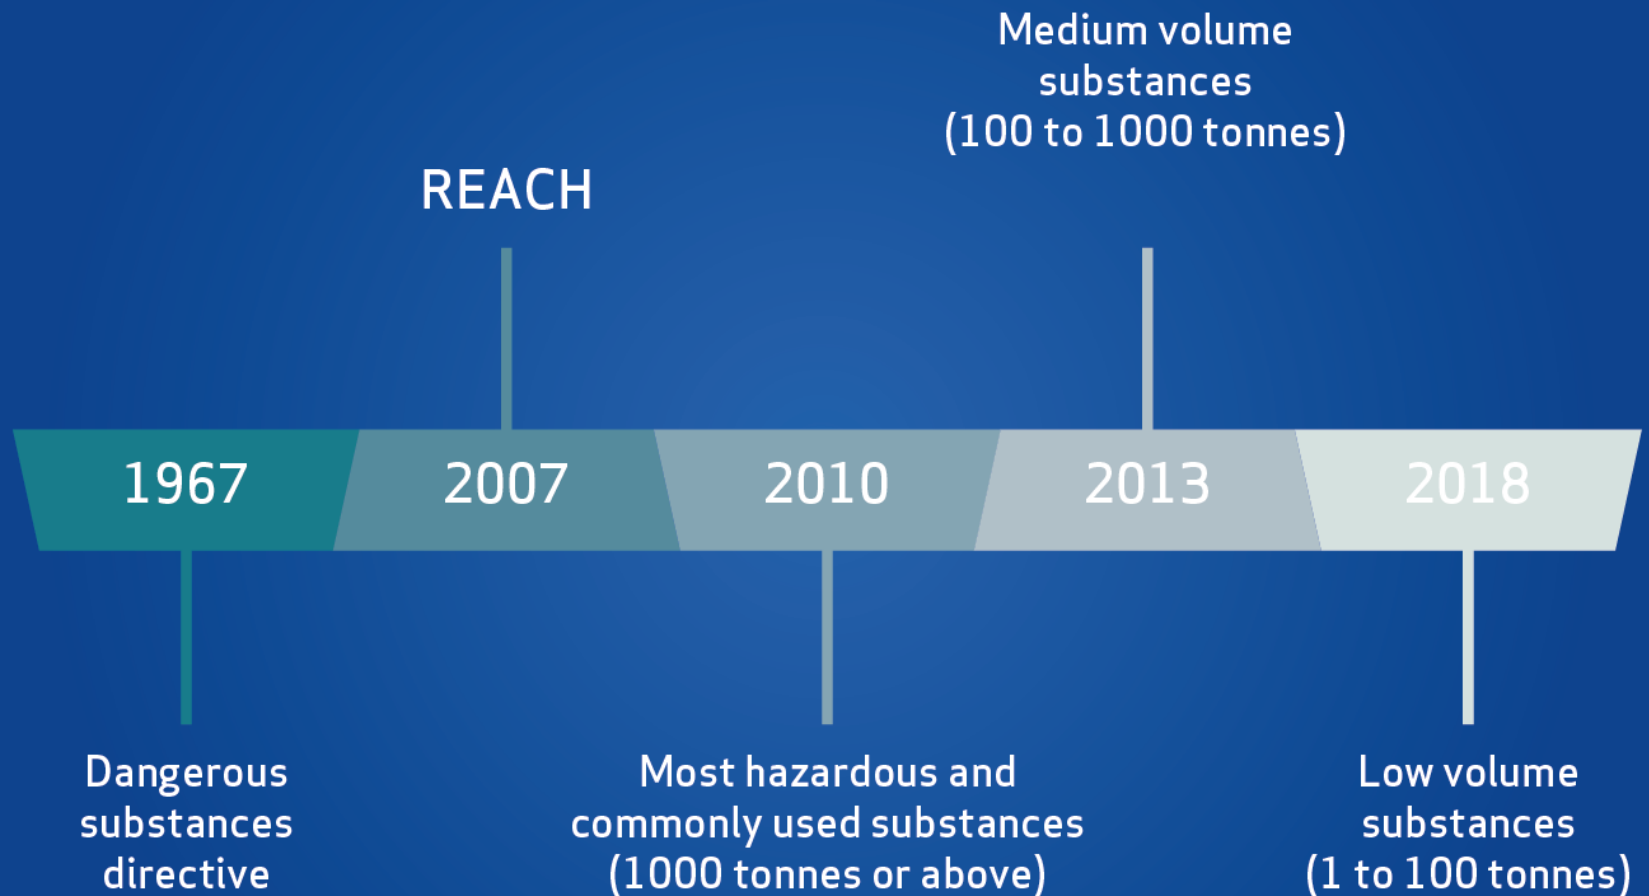 Medium volume
substances
(100 to 1000 tonnes)
REACH
1967
2007
2010
2013
2018
Dangerous
substances
directive
Most hazardous and
commonly used substances
(1000 tonnes or above)
Low volume
substances
(1 to 100 tonnes)